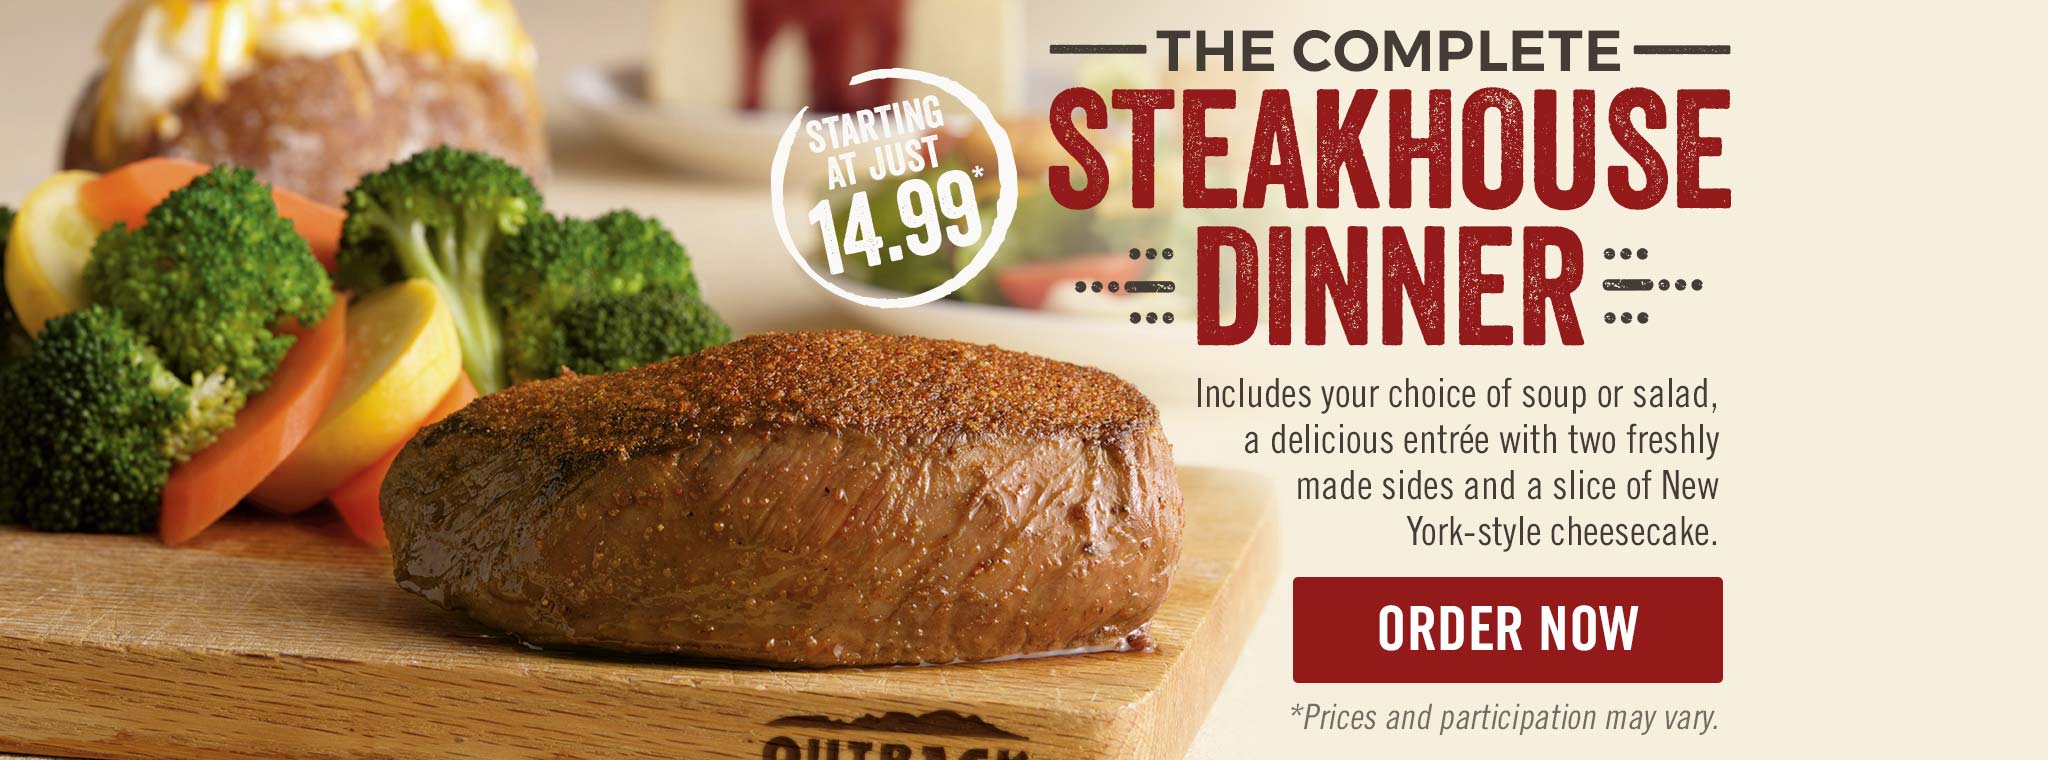 THE COMPLETE
STEAKHOUSE
DINNER
STARTING
AT JUST
14.99*
Includes your choice of soup or salad,
a delicious entrée with two freshly
made sides and a slice of New
York-style cheesecake.
ORDER NOW
*Prices and participation may vary.
OUTBACK